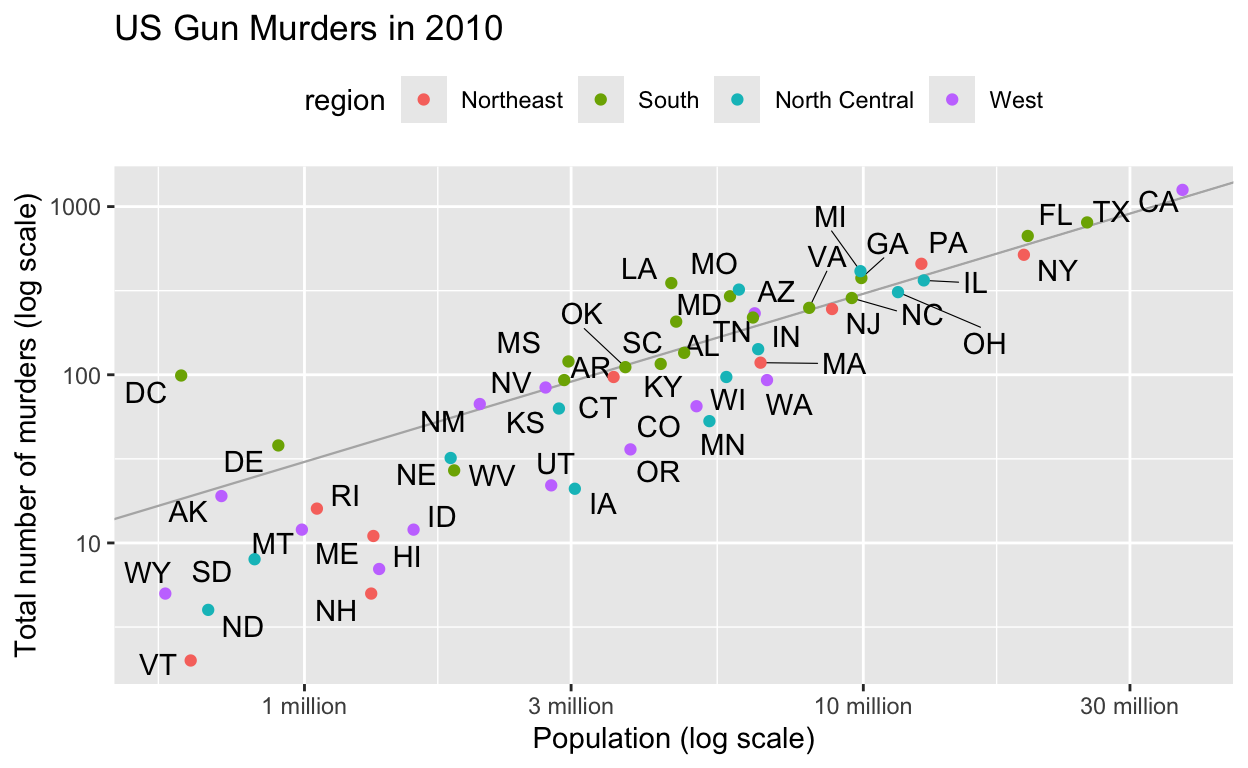 US Gun Murders in 2010
region Northeast South North Central West
Total number of murders (log scale)
1000
100
10
CA
TX
FL
MI
GA
PA
NY
VA
LA
MO
IL
AZ
MD
OK
NC
NJ
OH
TN
IN
SC
AL
MS
MA
AR
NV
KY
DC
WI
WA
CT
KS
NM
CO
MN
DE
UT
OR
NE
WV
IA
RI
AK
ID
MT
ME
HI
WY
SD
NH
ND
VT
1 million
3 million
10 million
30 million
Population (log scale)